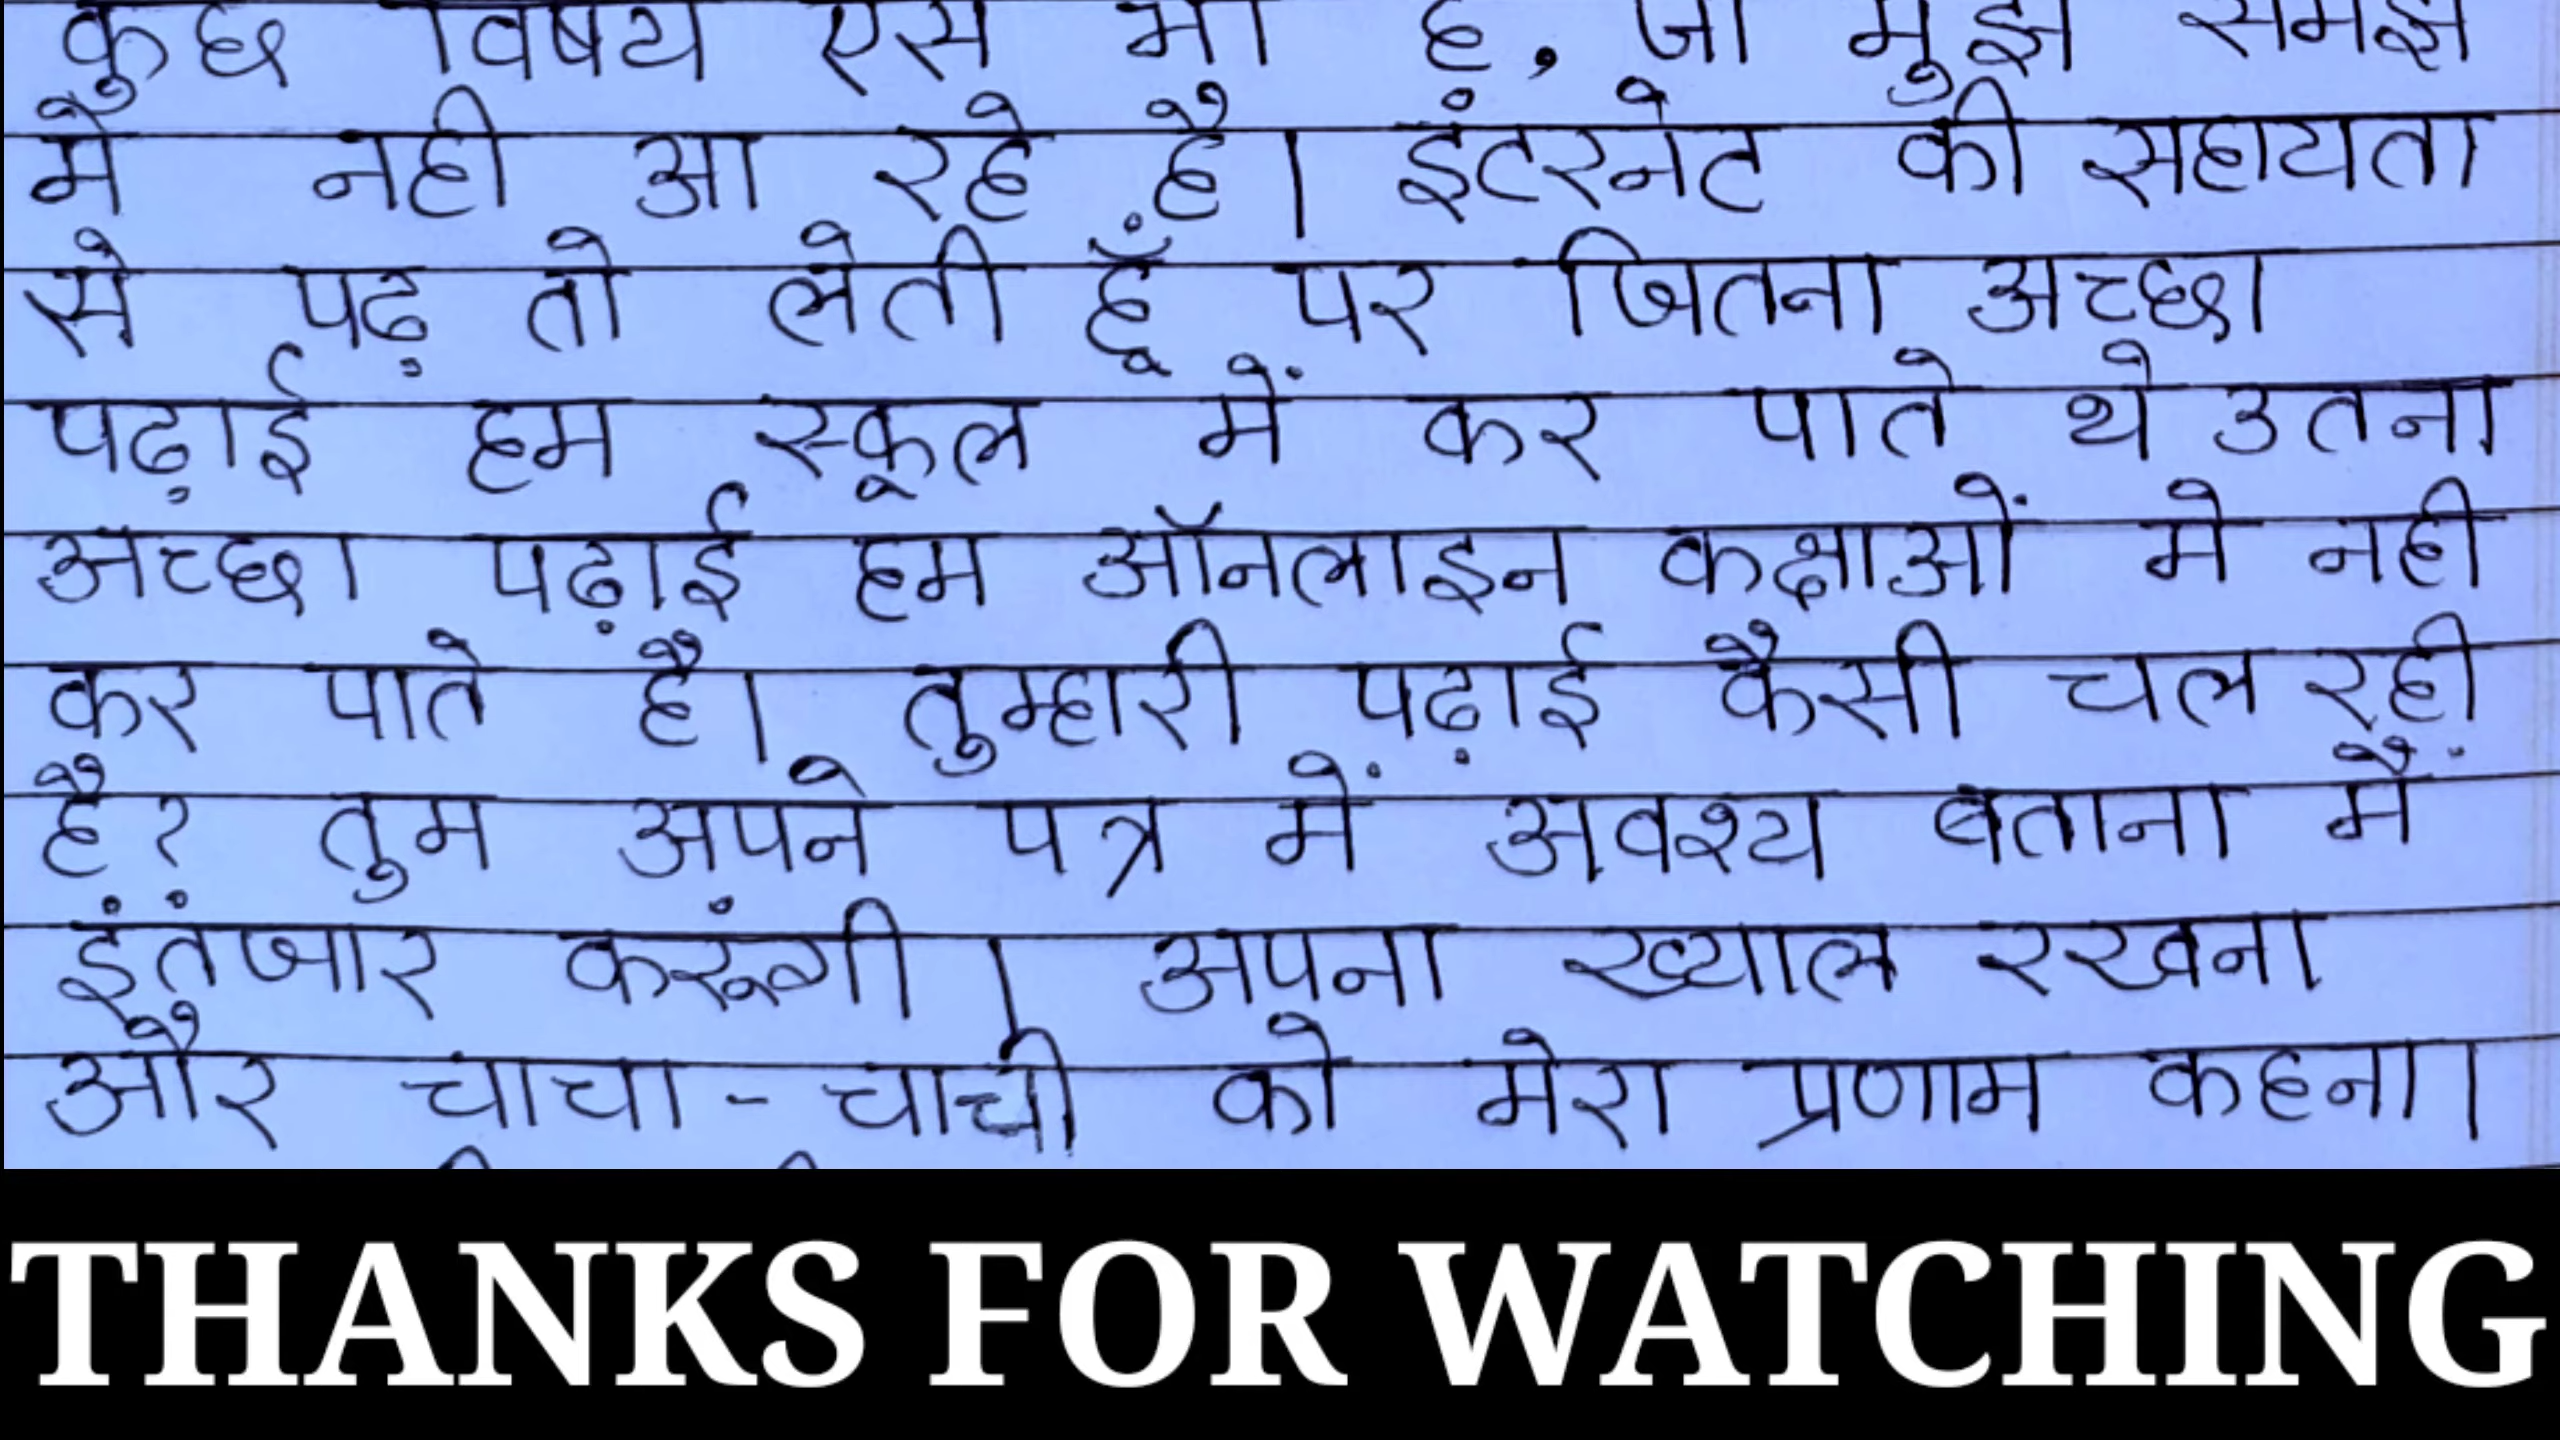 कुछ विषय ऐसे भी है, जो मुझे समझ
मे नही आ रहे है। इंटरनेट की सहायता
से पढ़ तो लेती हूँ पर जितना अच्छा
पढ़ाई हम स्कूल में कर पाते थे उतना
अच्छा पढ़ाई हम ऑनलाइन कक्षाओं मे नही
कर पाते है। तुम्हारी पढ़ाई कैसी चल रही
है? तुम अपने पत्र में अवश्य बताना मैं
इंतंजार करूंगी। अपना ख्याल रखना
और चाचा-चाची को मेरा प्रणाम कहना।
THANKS FOR WATCHING